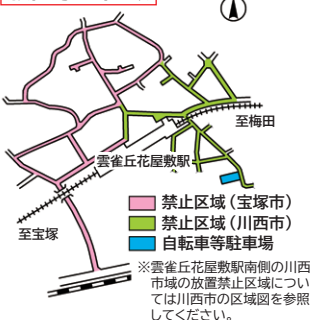 至梅田
雲雀丘花屋敷駅
至宝塚
禁止区域（宝塚市）
禁止区域（川西市）
自転車等駐車場
※雲雀丘花屋敷駅南側の川西
市域の放置禁止区域につい
ては川西市の区域図を参照
してください。